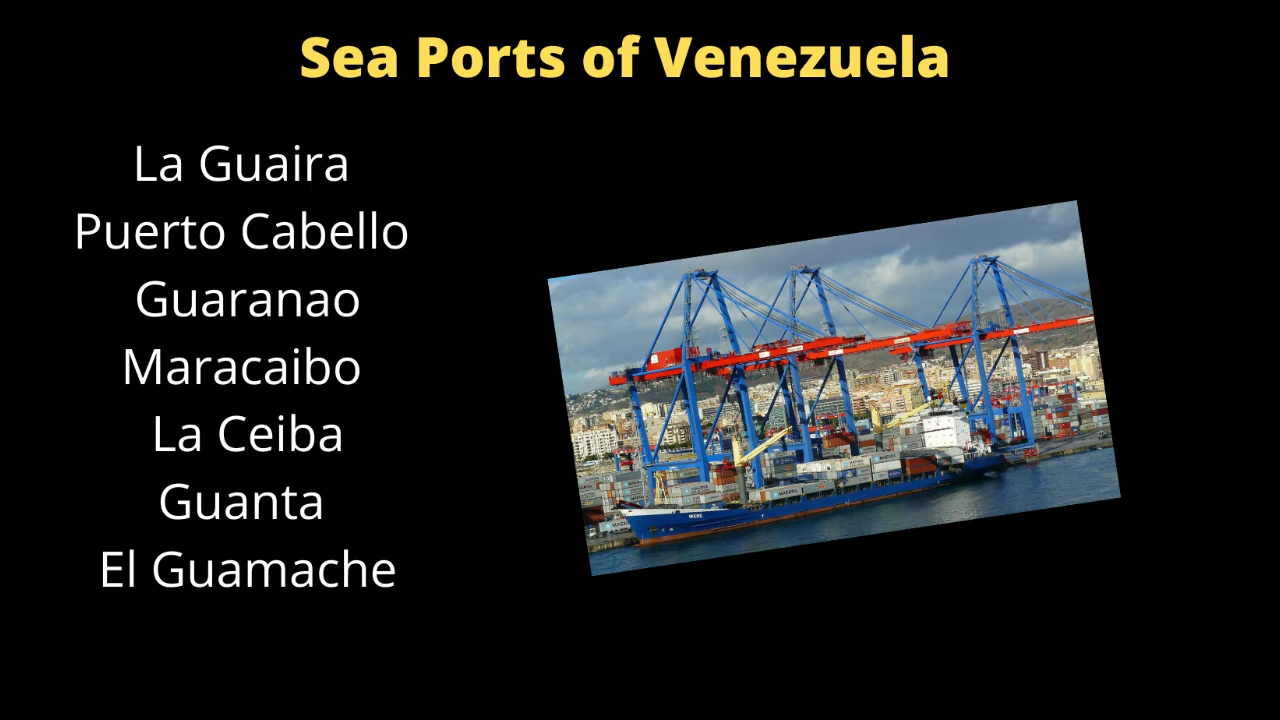 Sea Ports of Venezuela
La Guaira
Puerto Cabello
Guaranao
Maracaibo
La Ceiba
Guanta
El Guamache